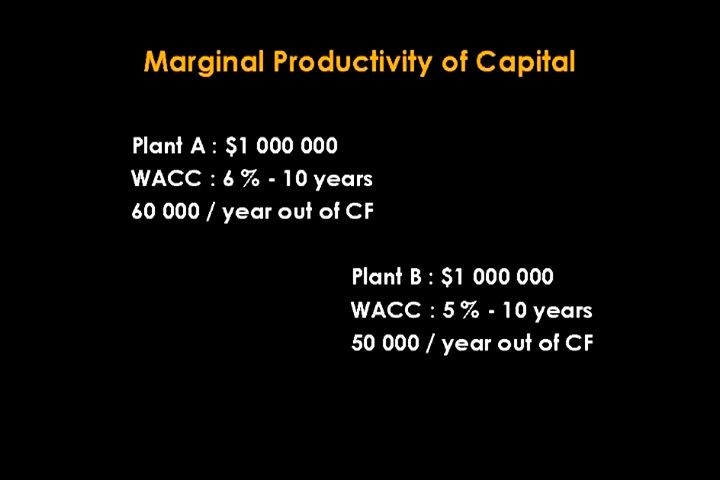 Marginal Productivity of Capital
Plant A : $1 000 000
WACC : 6 % - 10 years
60 000 / year out of CF
Plant B : $1 000 000
WACC : 5 % - 10 years
50 000 / year out of CF